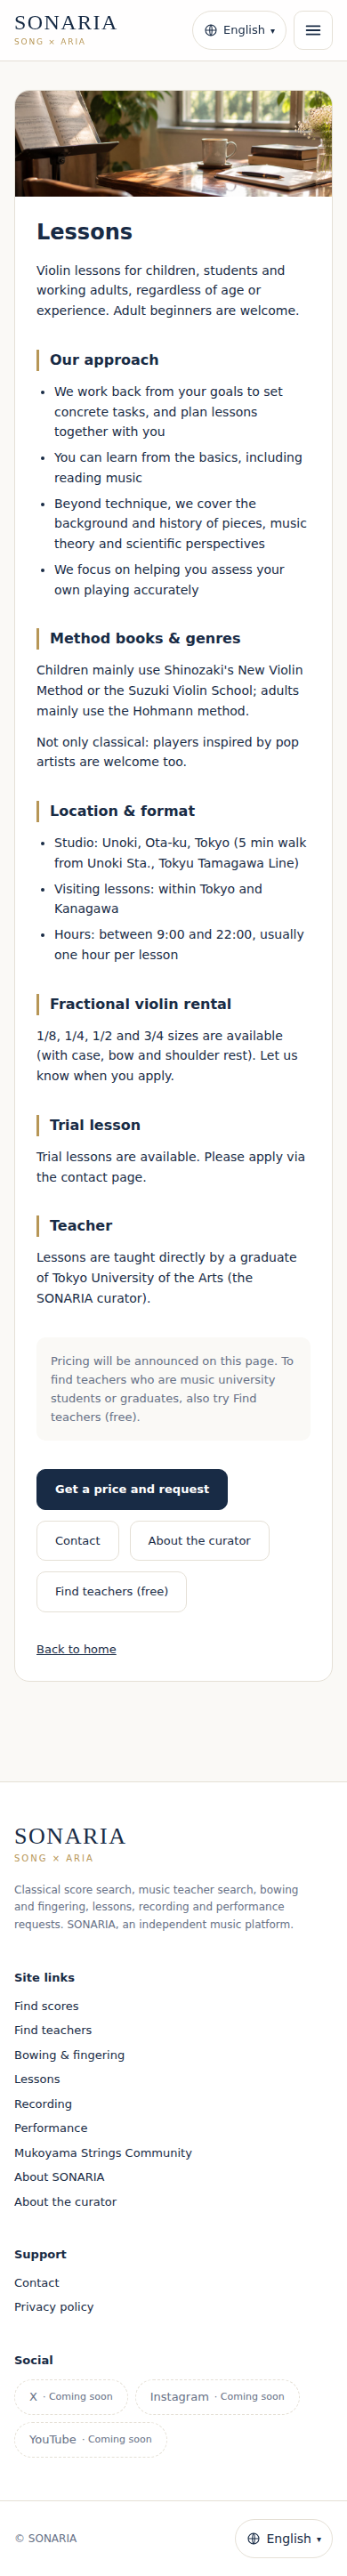 SONARIA
SONG × ARIA
English ▾
Lessons
Violin lessons for children, students and
working adults, regardless of age or
experience. Adult beginners are welcome.
Our approach
• We work back from your goals to set
concrete tasks, and plan lessons
together with you
• You can learn from the basics, including
reading music
• Beyond technique, we cover the
background and history of pieces, music
theory and scientific perspectives
• We focus on helping you assess your
own playing accurately
Method books & genres
Children mainly use Shinozaki's New Violin
Method or the Suzuki Violin School; adults
mainly use the Hohmann method.
Not only classical: players inspired by pop
artists are welcome too.
Location & format
• Studio: Unoki, Ota-ku, Tokyo (5 min walk
from Unoki Sta., Tokyu Tamagawa Line)
• Visiting lessons: within Tokyo and
Kanagawa
• Hours: between 9:00 and 22:00, usually
one hour per lesson
Fractional violin rental
1/8, 1/4, 1/2 and 3/4 sizes are available
(with case, bow and shoulder rest). Let us
know when you apply.
Trial lesson
Trial lessons are available. Please apply via
the contact page.
Teacher
Lessons are taught directly by a graduate
of Tokyo University of the Arts (the
SONARIA curator).
Pricing will be announced on this page. To
find teachers who are music university
students or graduates, also try Find
teachers (free).
Get a price and request
Contact
About the curator
Find teachers (free)
Back to home
SONARIA
SONG × ARIA
Classical score search, music teacher search, bowing
and fingering, lessons, recording and performance
requests. SONARIA, an independent music platform.
Site links
Find scores
Find teachers
Bowing & fingering
Lessons
Recording
Performance
Mukoyama Strings Community
About SONARIA
About the curator
Support
Contact
Privacy policy
Social
X · Coming soon
Instagram · Coming soon
YouTube · Coming soon
© SONARIA
English ▾